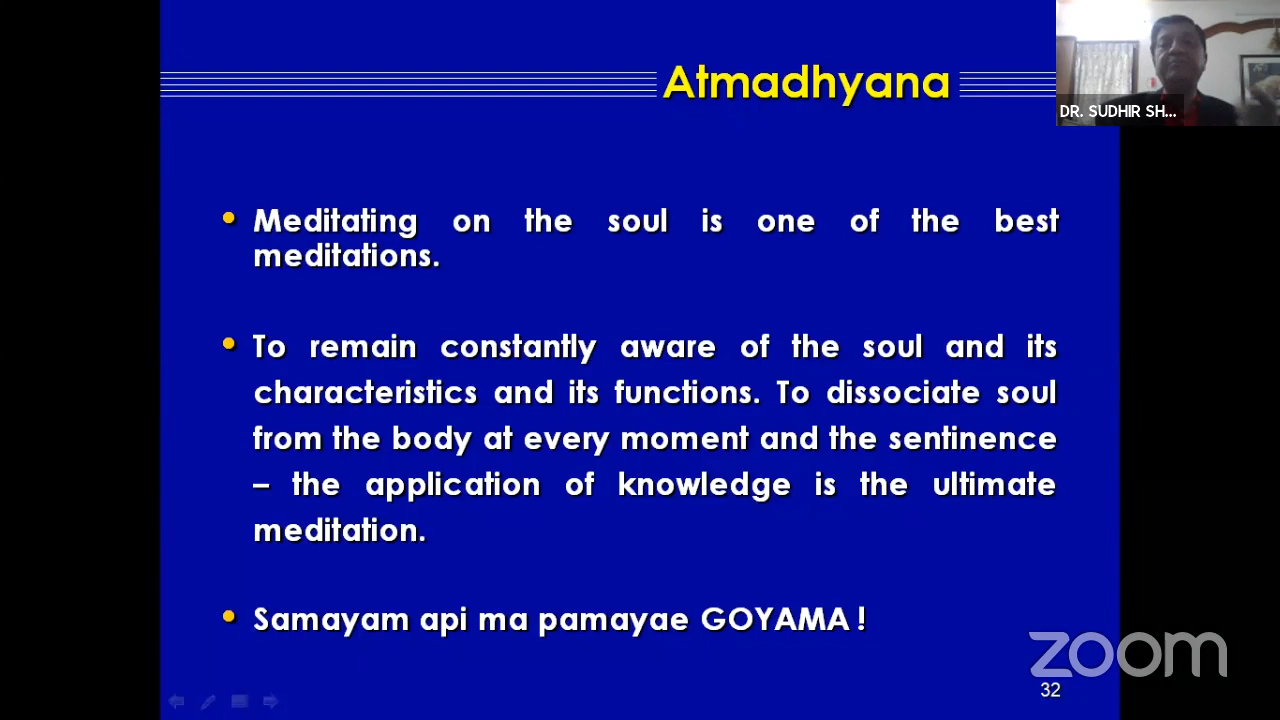 Atmadhyana
DR. SUDHIR SH...
• Meditating on the soul is one of the best
meditations.
• To remain constantly aware of the soul and its
characteristics and its functions. To dissociate soul
from the body at every moment and the sentinence
– the application of knowledge is the ultimate
meditation.
• Samayam api ma pamayae GOYAMA !
zoom
32